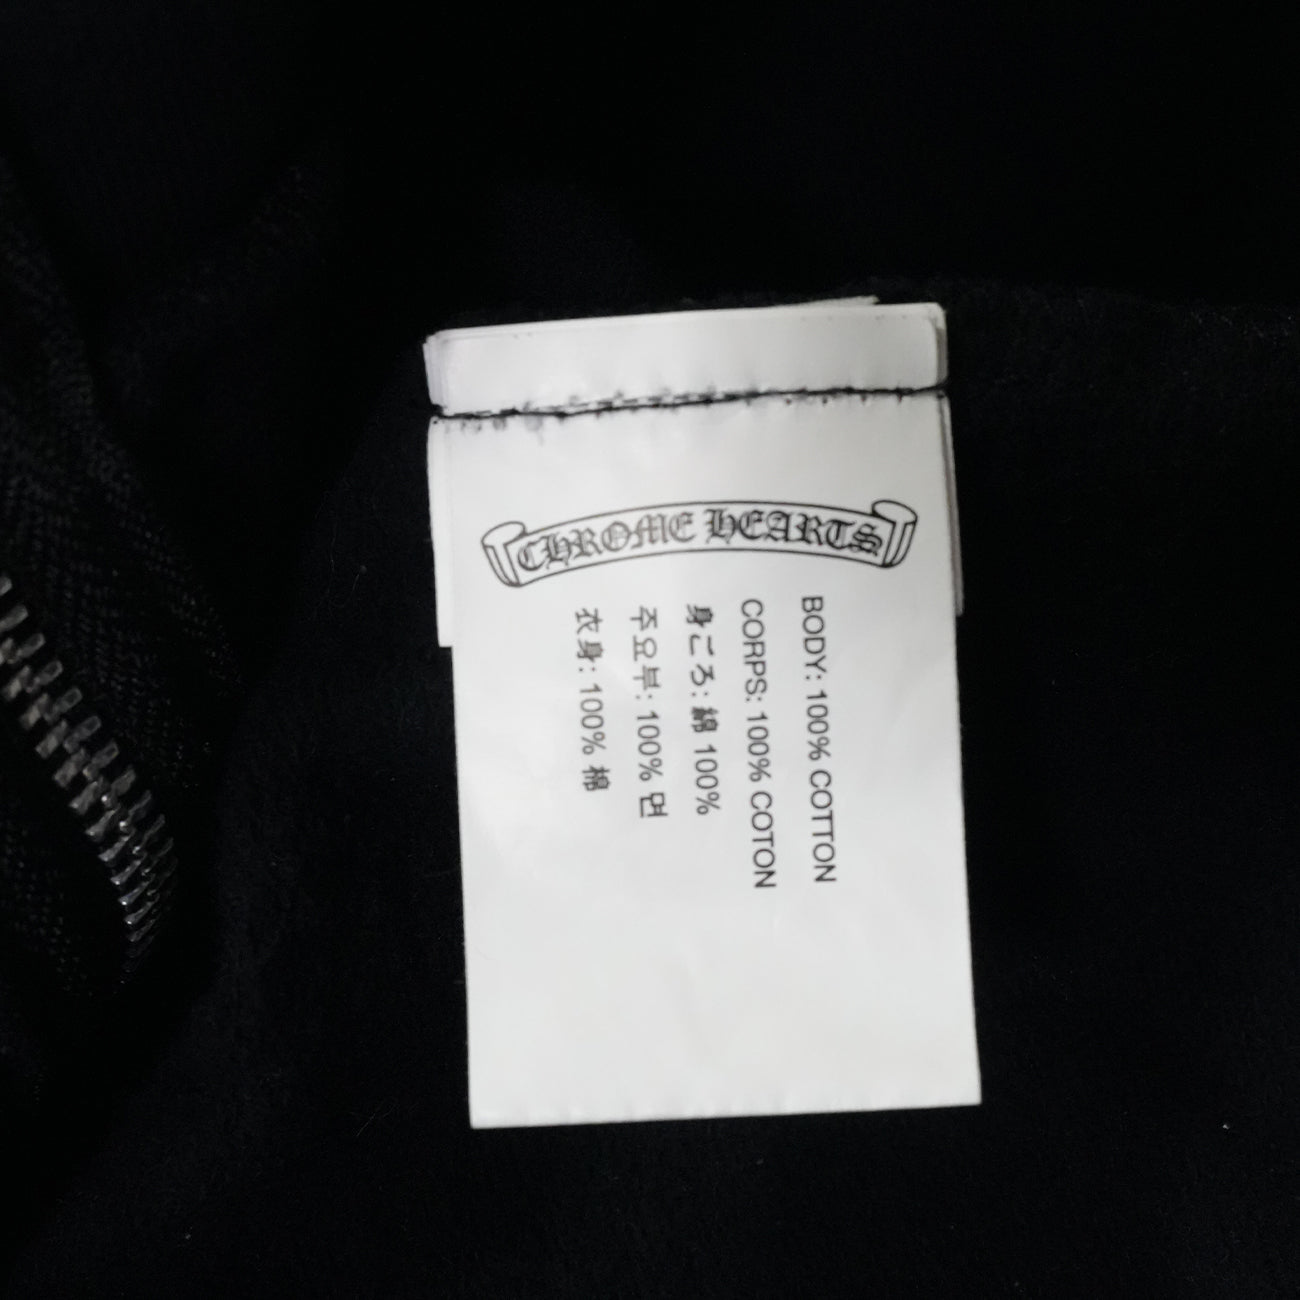 CHROME HEARTS
BODY: 100% COTTON
CORPS: 100% COTON
身ごろ: 綿 100%
주요부: 100% 면
衣身: 100% 棉